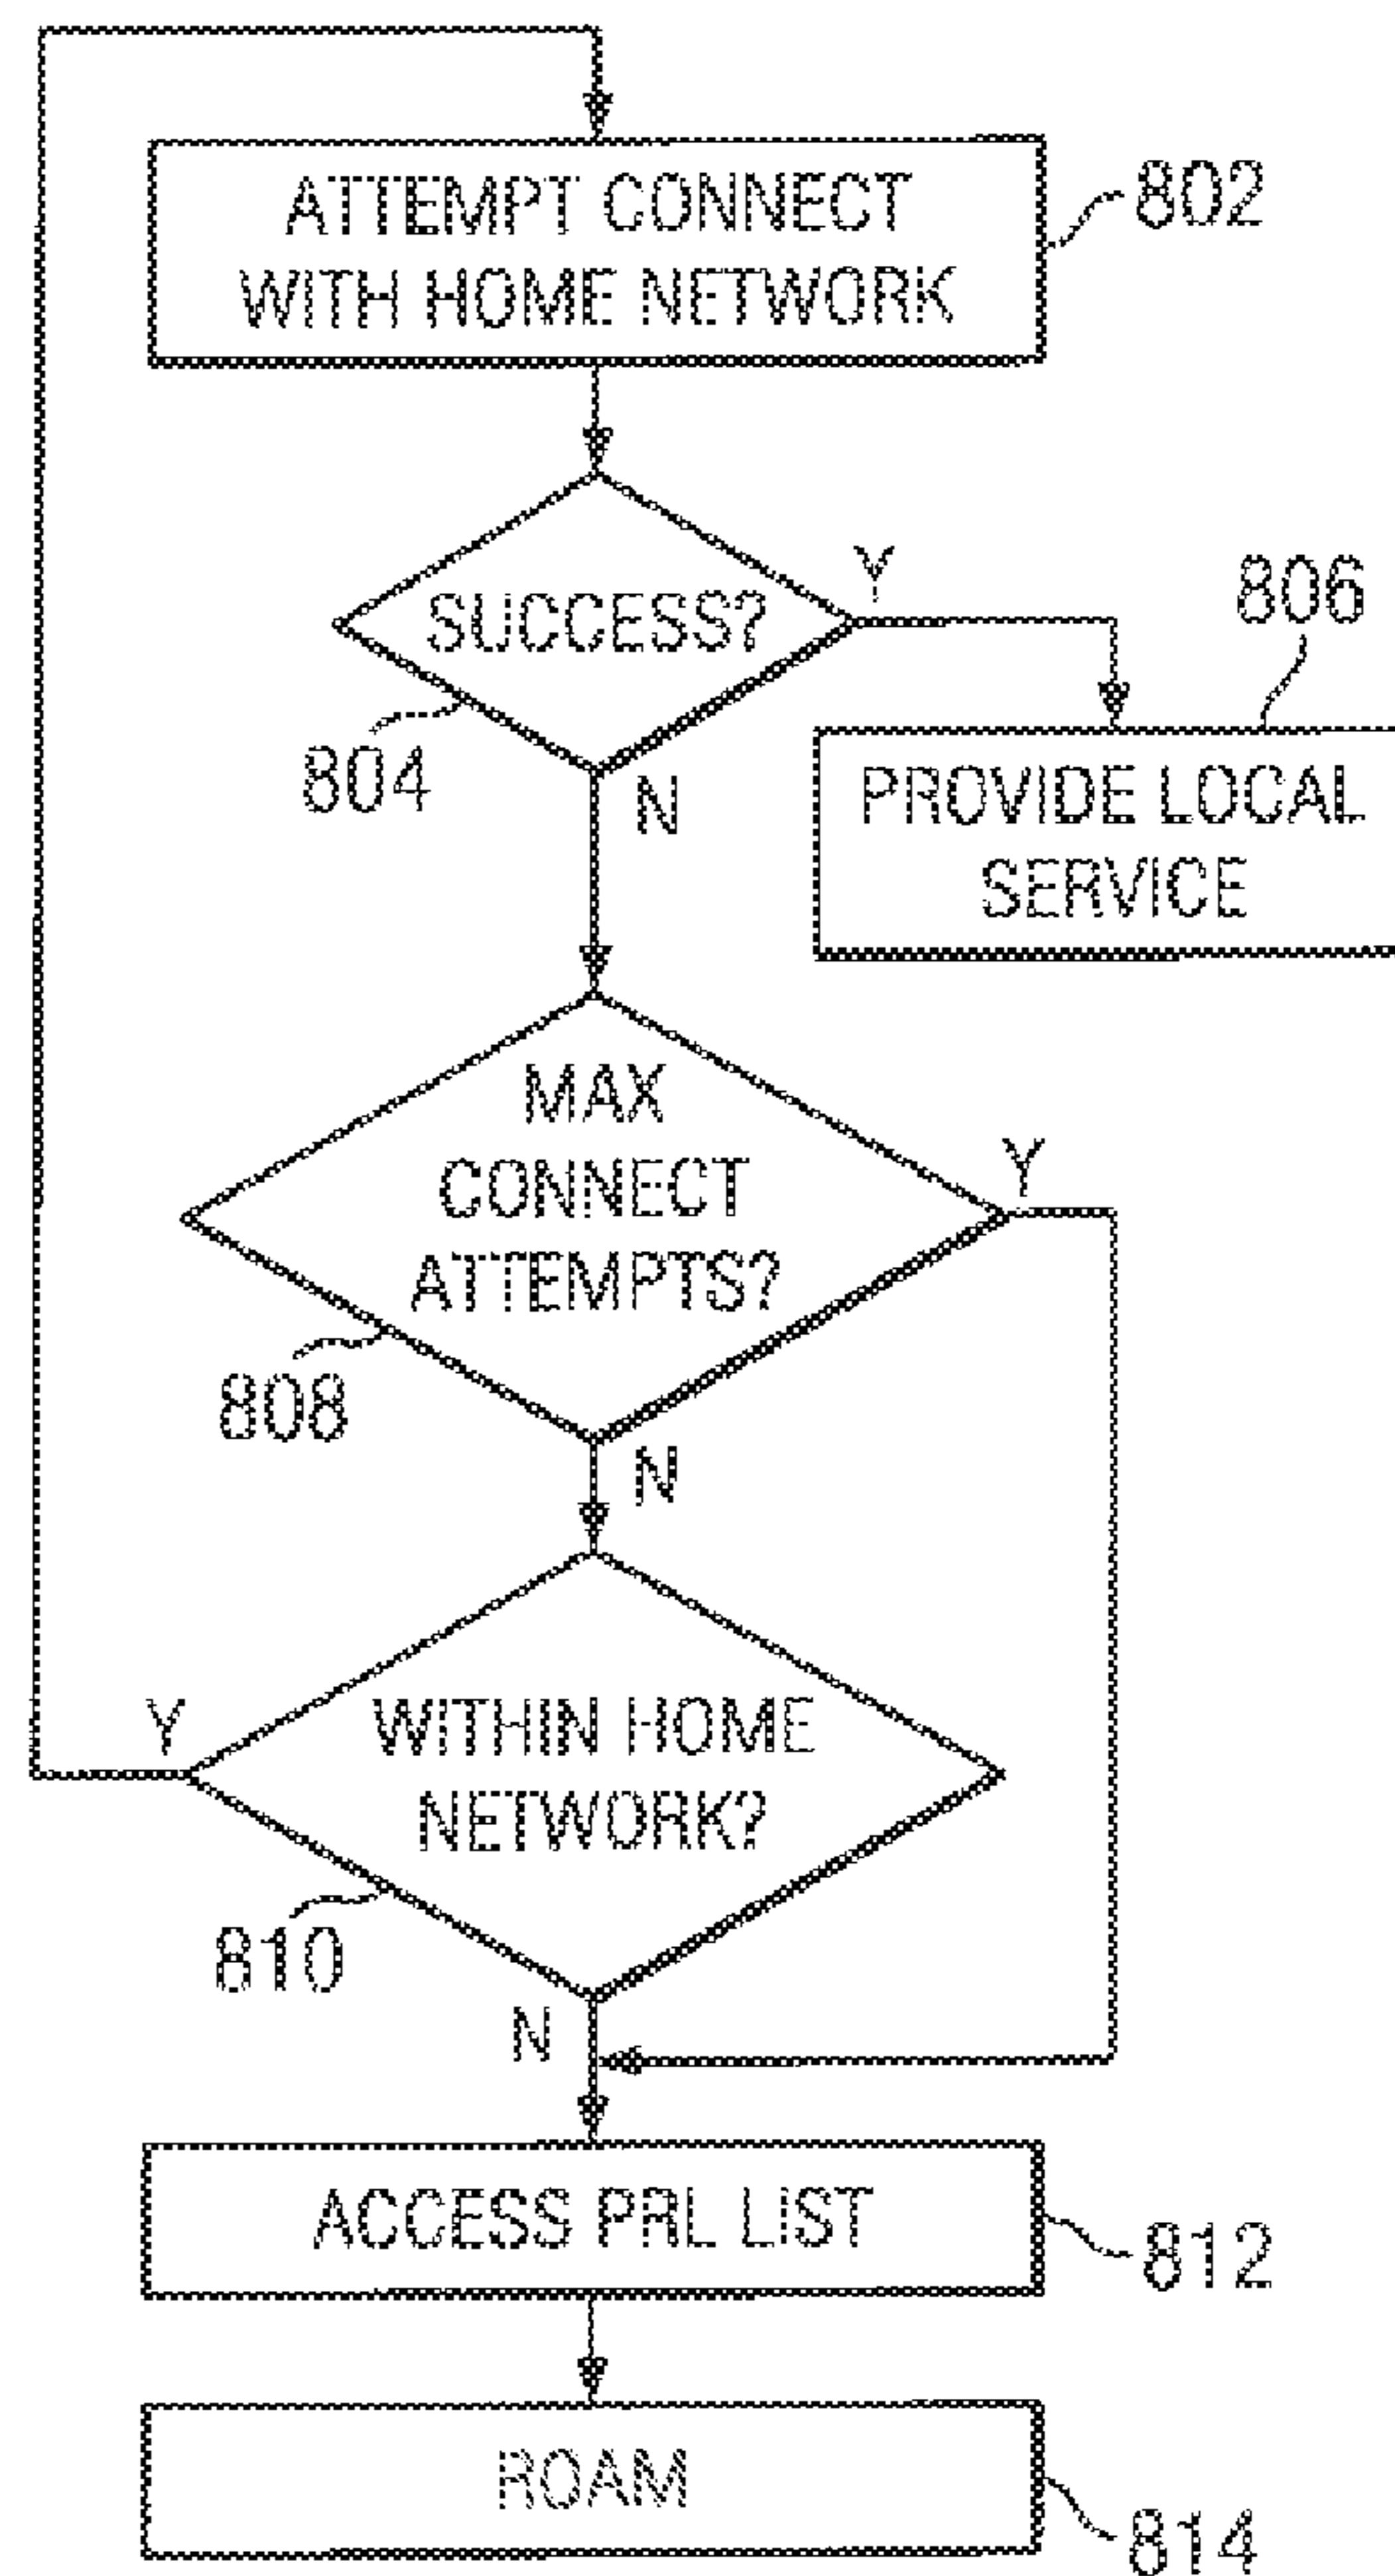 ATTEMPT CONNECT
WITH HOME NETWORK
802
SUCCESS?
Y
804
N
806
PROVIDE LOCAL
SERVICE
MAX
CONNECT
ATTEMPTS?
Y
808
N
WITHIN HOME
NETWORK?
Y
810
N
ACCESS PRL LIST
812
ROAM
814